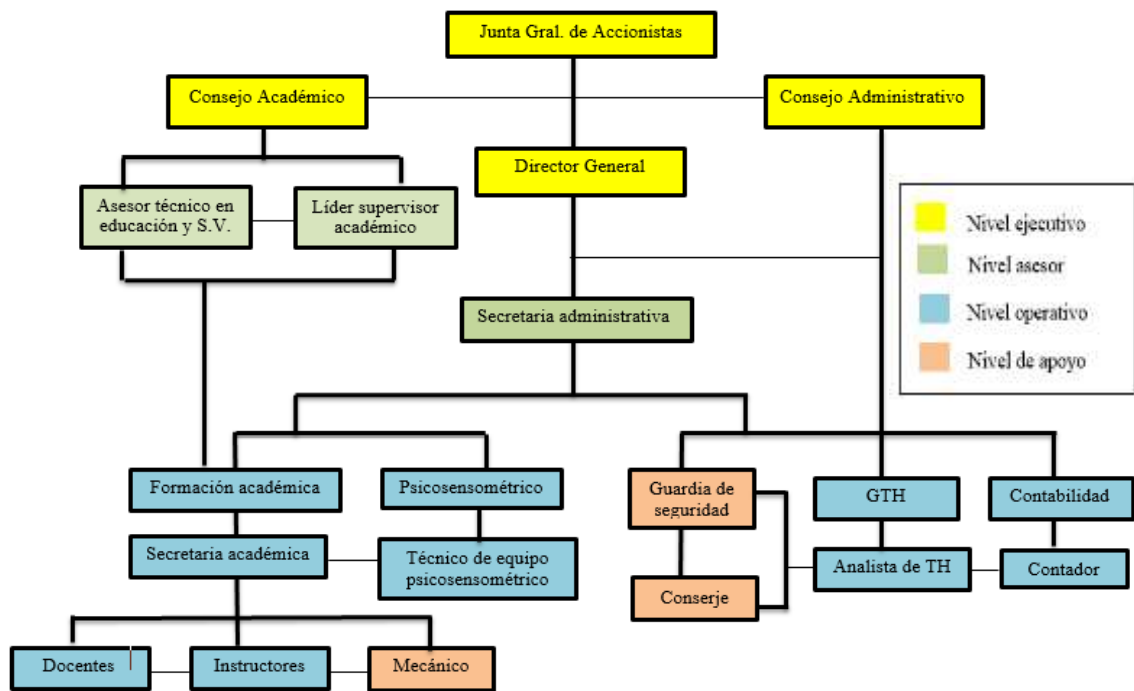 Junta Gral. de Accionistas
Consejo Académico
Consejo Administrativo
Director General
Asesor técnico en
educación y S.V.
Líder supervisor
académico
Nivel ejecutivo
Nivel asesor
Nivel operativo
Nivel de apoyo
Secretaria administrativa
Formación académica
Psicosensométrico
Guardia de
seguridad
GTH
Contabilidad
Secretaria académica
Técnico de equipo
psicosensométrico
Conserje
Analista de TH
Contador
Docentes
Instructores
Mecánico